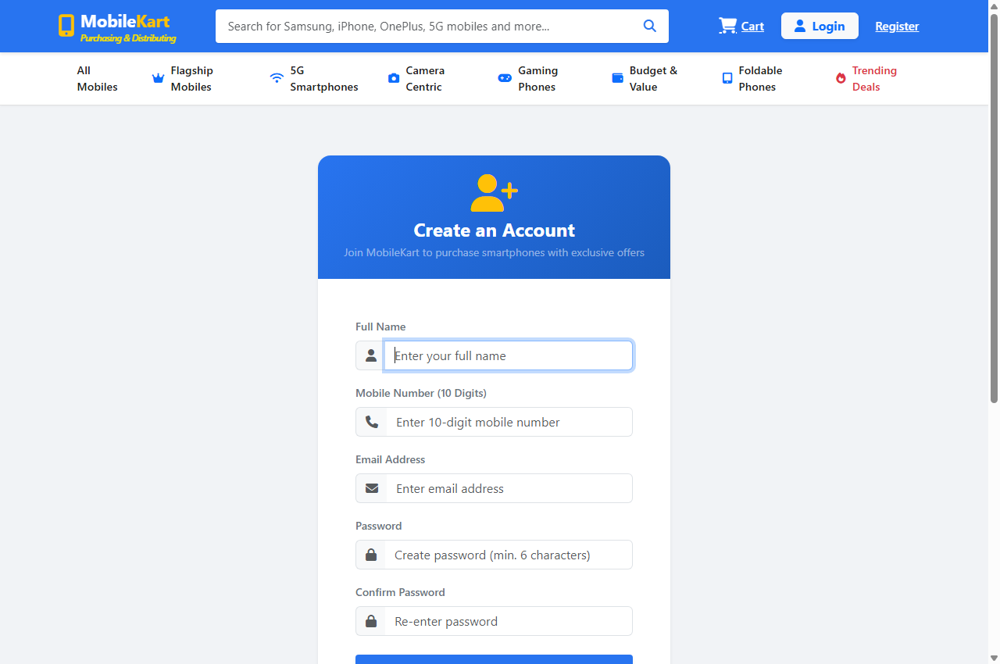 MobileKart
Purchasing & Distributing
Search for Samsung, iPhone, OnePlus, 5G mobiles and more...
Cart
Login
Register
All Mobiles
Flagship Mobiles
5G Smartphones
Camera Centric
Gaming Phones
Budget & Value
Foldable Phones
Trending Deals
Create an Account
Join MobileKart to purchase smartphones with exclusive offers
Full Name
Enter your full name
Mobile Number (10 Digits)
Enter 10-digit mobile number
Email Address
Enter email address
Password
Create password (min. 6 characters)
Confirm Password
Re-enter password